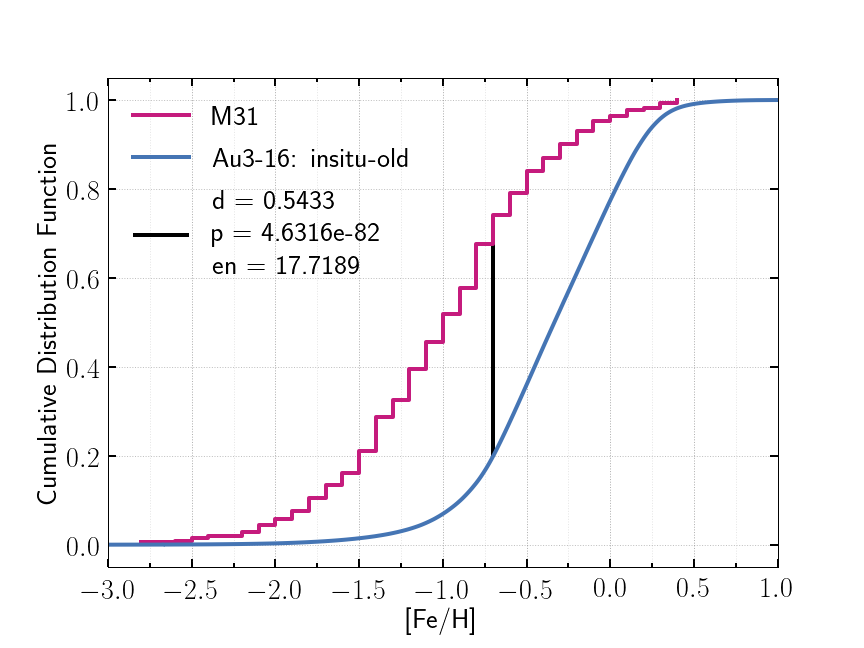 M31
Au3-16: insitu-old
d = 0.5433
p = 4.6316e-82
en = 17.7189
Cumulative Distribution Function
1.0
0.8
0.6
0.4
0.2
0.0
−3.0 −2.5 −2.0 −1.5 −1.0 −0.5 0.0 0.5 1.0
[Fe/H]